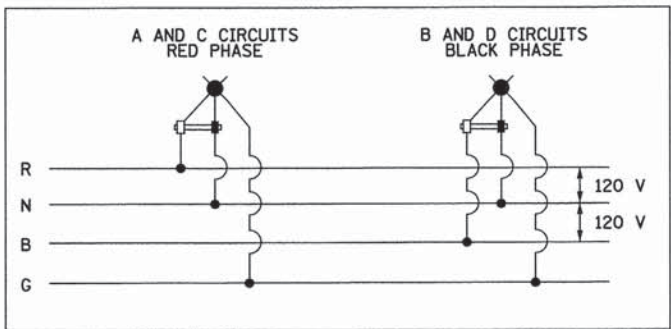 A AND C CIRCUITS
RED PHASE
B AND D CIRCUITS
BLACK PHASE
R
N
B
G
120 V
120 V